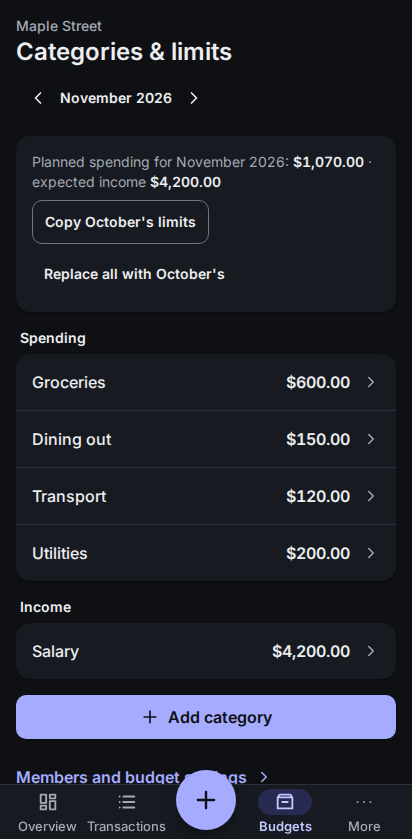 Maple Street
Categories & limits
November 2026
Planned spending for November 2026: $1,070.00 ·
expected income $4,200.00
Copy October's limits
Replace all with October's
Spending
Groceries $600.00
Dining out $150.00
Transport $120.00
Utilities $200.00
Income
Salary $4,200.00
+ Add category
Members and budget
Overview Transactions Budgets More